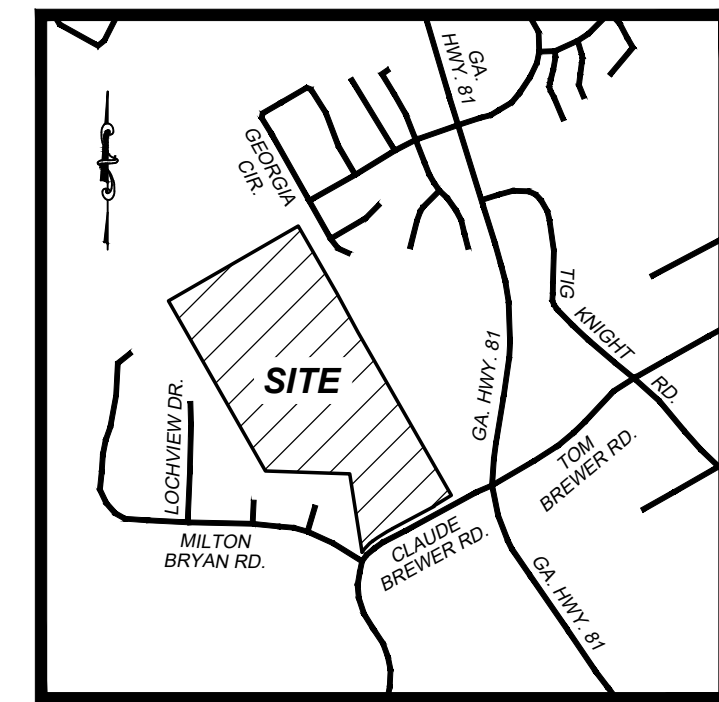 GA.
HWY. 81
GEORGIA
CIR.
TIG
KNIGHT
RD.
GA. HWY. 81
SITE
LOCHVIEW DR.
TOM
BREWER RD.
MILTON
BRYAN RD.
CLAUDE
BREWER RD.
GA. HWY. 81